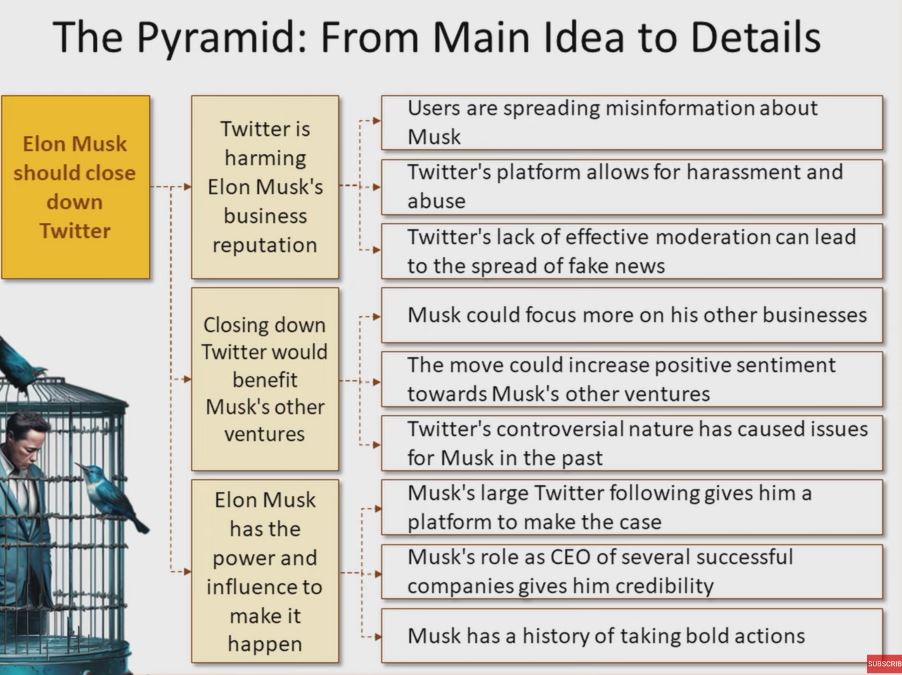 The Pyramid: From Main Idea to Details
Elon Musk
should close
down
Twitter
Twitter is
harming
Elon Musk's
business
reputation
Users are spreading misinformation about
Musk
Twitter's platform allows for harassment and
abuse
Twitter's lack of effective moderation can lead
to the spread of fake news
Closing down
Twitter would
benefit
Musk's other
ventures
Musk could focus more on his other businesses
The move could increase positive sentiment
towards Musk's other ventures
Twitter's controversial nature has caused issues
for Musk in the past
Elon Musk
has the
power and
influence to
make it
happen
Musk's large Twitter following gives him a
platform to make the case
Musk's role as CEO of several successful
companies gives him credibility
Musk has a history of taking bold actions
SUBSCRIB